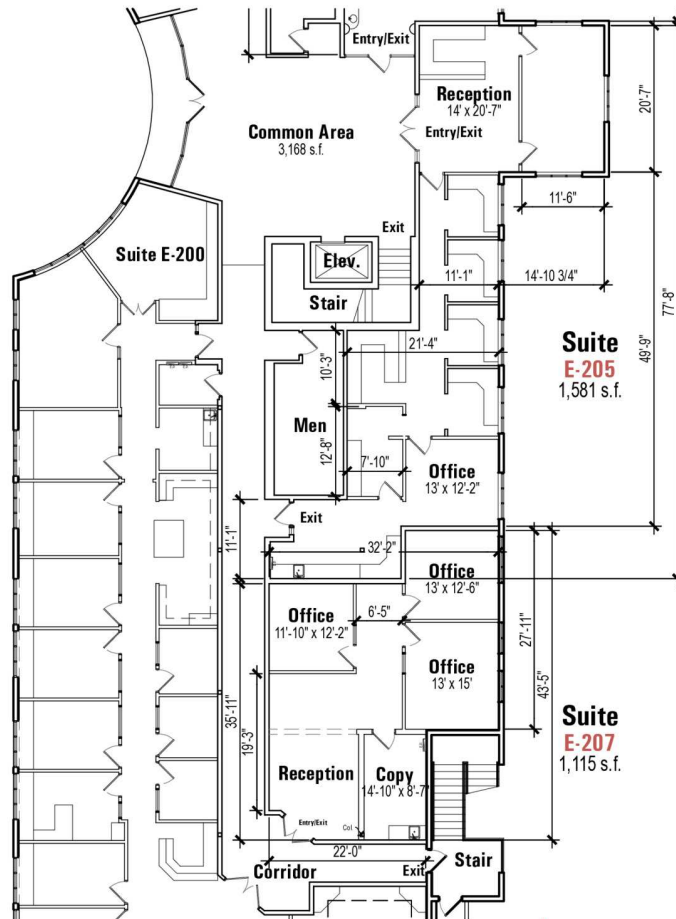 Entry/Exit
Reception
14' x 20'-7"
Entry/Exit
20'-7"
Common Area
3,168 s.f.
11'-6"
Exit
Suite E-200
Elev.
11'-1"
14'-10 3/4"
77'-8"
Stair
21'-4"
10'-3"
Suite
E-205
1,581 s.f.
49'-9"
Men
12'-8"
7'-10"
Office
13' x 12'-2"
Exit
11'-1"
32'-2"
Office
13' x 12'-6"
Office
11'-10" x 12'-2"
6'-5"
27'-11"
43'-5"
Office
13' x 15'
35'-11"
19'-3"
Suite
E-207
1,115 s.f.
Reception
Copy
14'-10" x 8'-7"
Entry/Exit
Col
22'-0"
Corridor
Exit
Stair